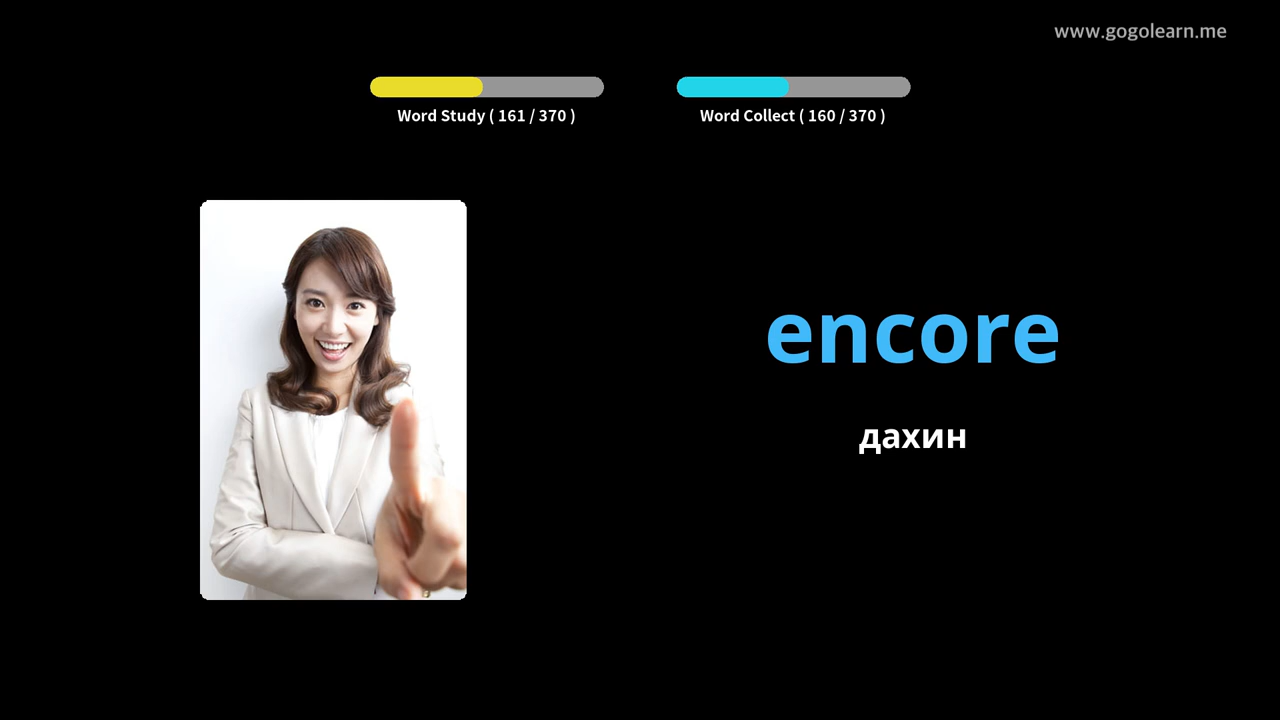 www.gogolearn.me
Word Study ( 161 / 370 )
Word Collect ( 160 / 370 )
encore
дахин